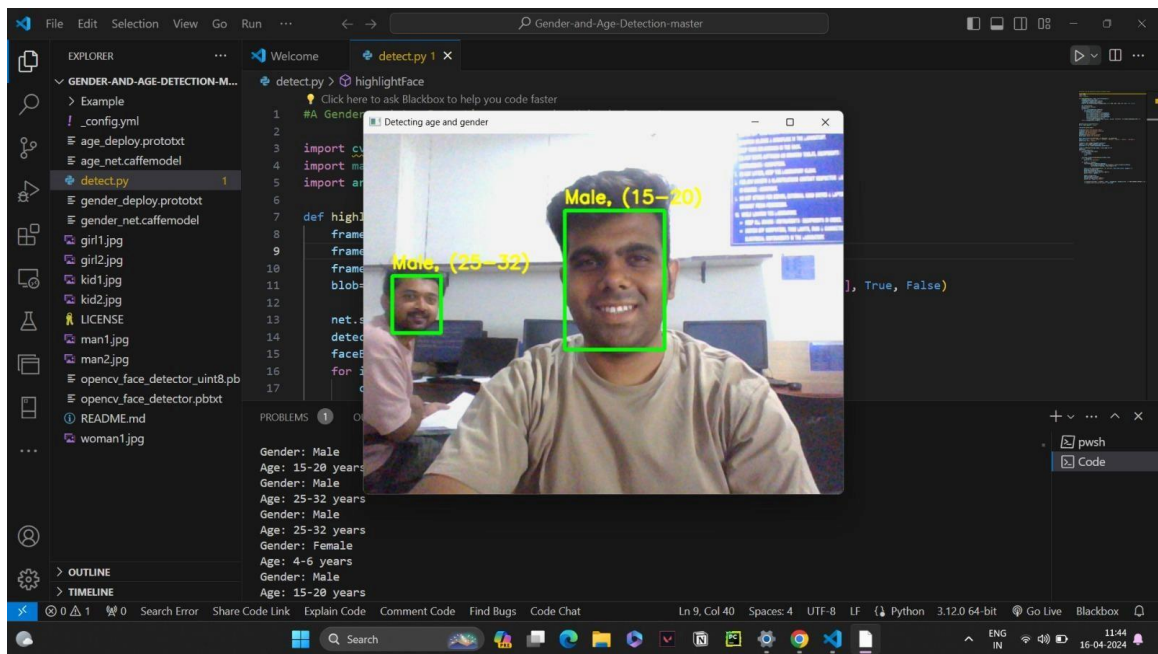 File Edit Selection View Go Run ··· ← → Gender-and-Age-Detection-master
EXPLORER ···
GENDER-AND-AGE-DETECTION-M...
> Example
! _config.yml
age_deploy.prototxt
age_net.caffemodel
detect.py 1
gender_deploy.prototxt
gender_net.caffemodel
girl1.jpg
girl2.jpg
kid1.jpg
kid2.jpg
LICENSE
man1.jpg
man2.jpg
opencv_face_detector_uint8.pb
opencv_face_detector.pbtxt
README.md
woman1.jpg
> OUTLINE
> TIMELINE
Welcome detect.py 1 ×
detect.py > highlightFace
Click here to ask Blackbox to help you code faster
1 #A Gender
2
3 import cv
4 import ma
5 import ar
6
7 def highl
8 frame
9 frame
10 frame
11 blob= ], True, False)
12
13 net.s
14 detec
15 faceB
16 for i
17
Detecting age and gender
Male, (15-20)
Male, (25-32)
PROBLEMS 1
Gender: Male
Age: 15-20 years
Gender: Male
Age: 25-32 years
Gender: Male
Age: 25-32 years
Gender: Female
Age: 4-6 years
Gender: Male
Age: 15-20 years
pwsh
Code
0 1 0 Search Error Share Code Link Explain Code Comment Code Find Bugs Code Chat Ln 9, Col 40 Spaces: 4 UTF-8 LF Python 3.12.0 64-bit Go Live Blackbox
Search
ENG
IN
11:44
16-04-2024